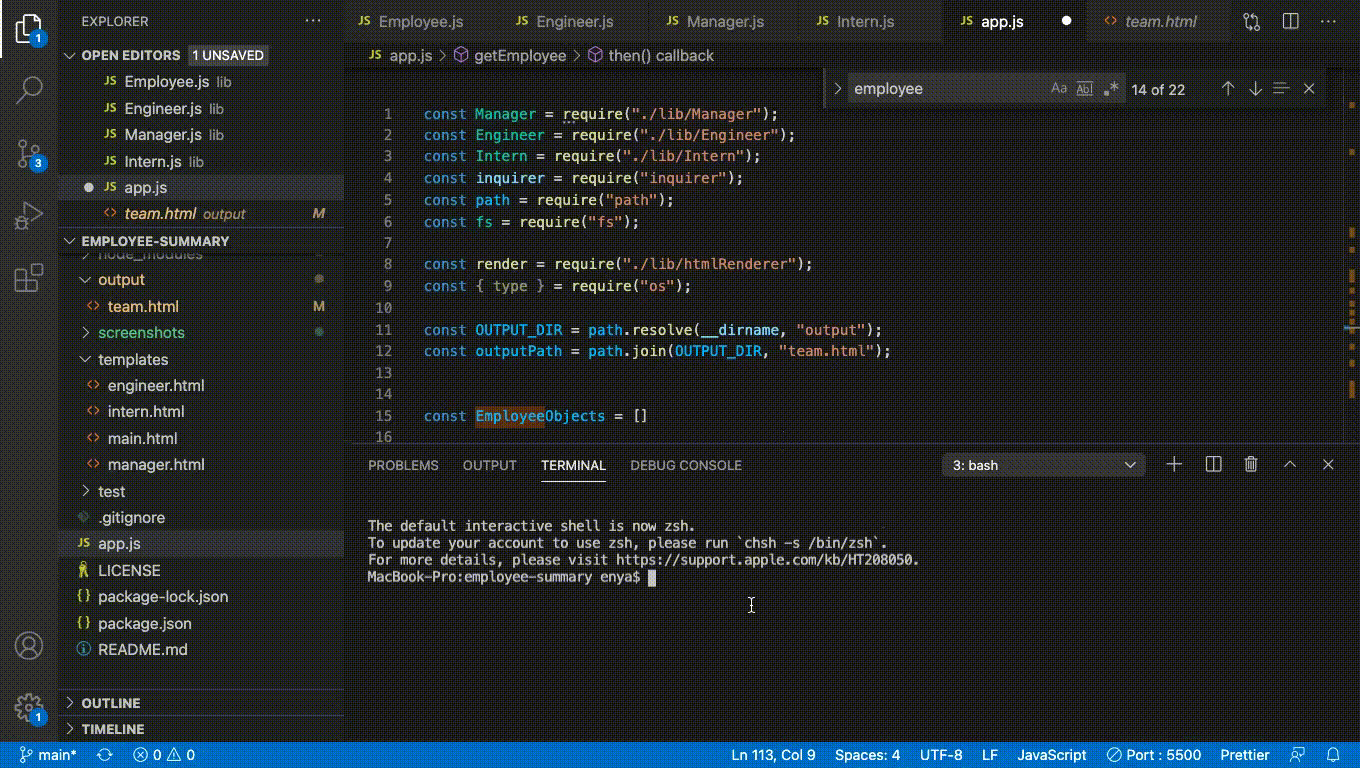 EXPLORER
OPEN EDITORS 1 UNSAVED
JS Employee.js lib
JS Engineer.js lib
JS Manager.js lib
JS Intern.js lib
JS app.js
<> team.html output M
EMPLOYEE-SUMMARY
node_modules
output
<> team.html M
screenshots
templates
<> engineer.html
<> intern.html
<> main.html
<> manager.html
test
.gitignore
JS app.js
LICENSE
{} package-lock.json
{} package.json
README.md
OUTLINE
TIMELINE
1
3
1
JS Employee.js JS Engineer.js JS Manager.js JS Intern.js JS app.js <> team.html
JS app.js > getEmployee > then() callback
employee Aa Abl .* 14 of 22
1 const Manager = require("./lib/Manager");
2 const Engineer = require("./lib/Engineer");
3 const Intern = require("./lib/Intern");
4 const inquirer = require("inquirer");
5 const path = require("path");
6 const fs = require("fs");
7
8 const render = require("./lib/htmlRenderer");
9 const { type } = require("os");
10
11 const OUTPUT_DIR = path.resolve(__dirname, "output");
12 const outputPath = path.join(OUTPUT_DIR, "team.html");
13
14
15 const EmployeeObjects = []
16
PROBLEMS OUTPUT TERMINAL DEBUG CONSOLE 3: bash
The default interactive shell is now zsh.
To update your account to use zsh, please run `chsh -s /bin/zsh`.
For more details, please visit https://support.apple.com/kb/HT208050.
MacBook-Pro:employee-summary enya$
main* 0 0 Ln 113, Col 9 Spaces: 4 UTF-8 LF JavaScript Port : 5500 Prettier